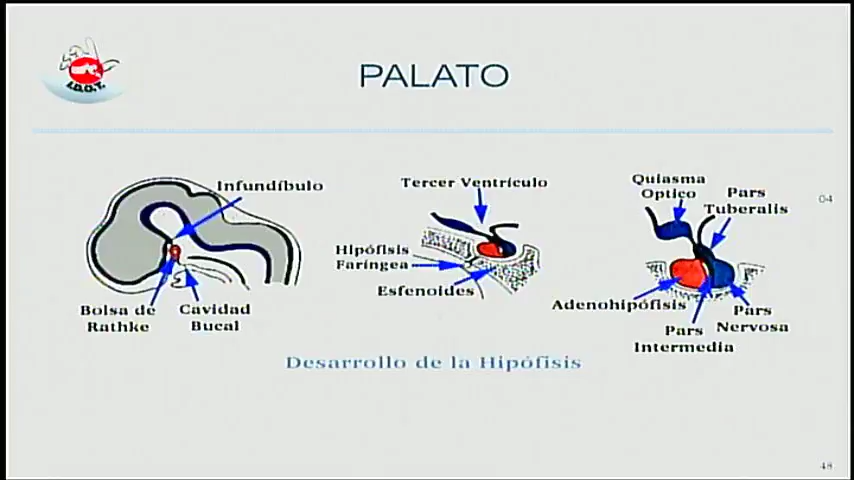 I.D.O.T.
PALATO
Infundíbulo
Bolsa de
Rathke
Cavidad
Bucal
Tercer Ventrículo
Hipófisis
Faríngea
Esfenoides
Quiasma
Optico
Pars
Tuberalis
Adenohipófisis
Pars
Intermedia
Pars
Nervosa
04
Desarrollo de la Hipófisis
48